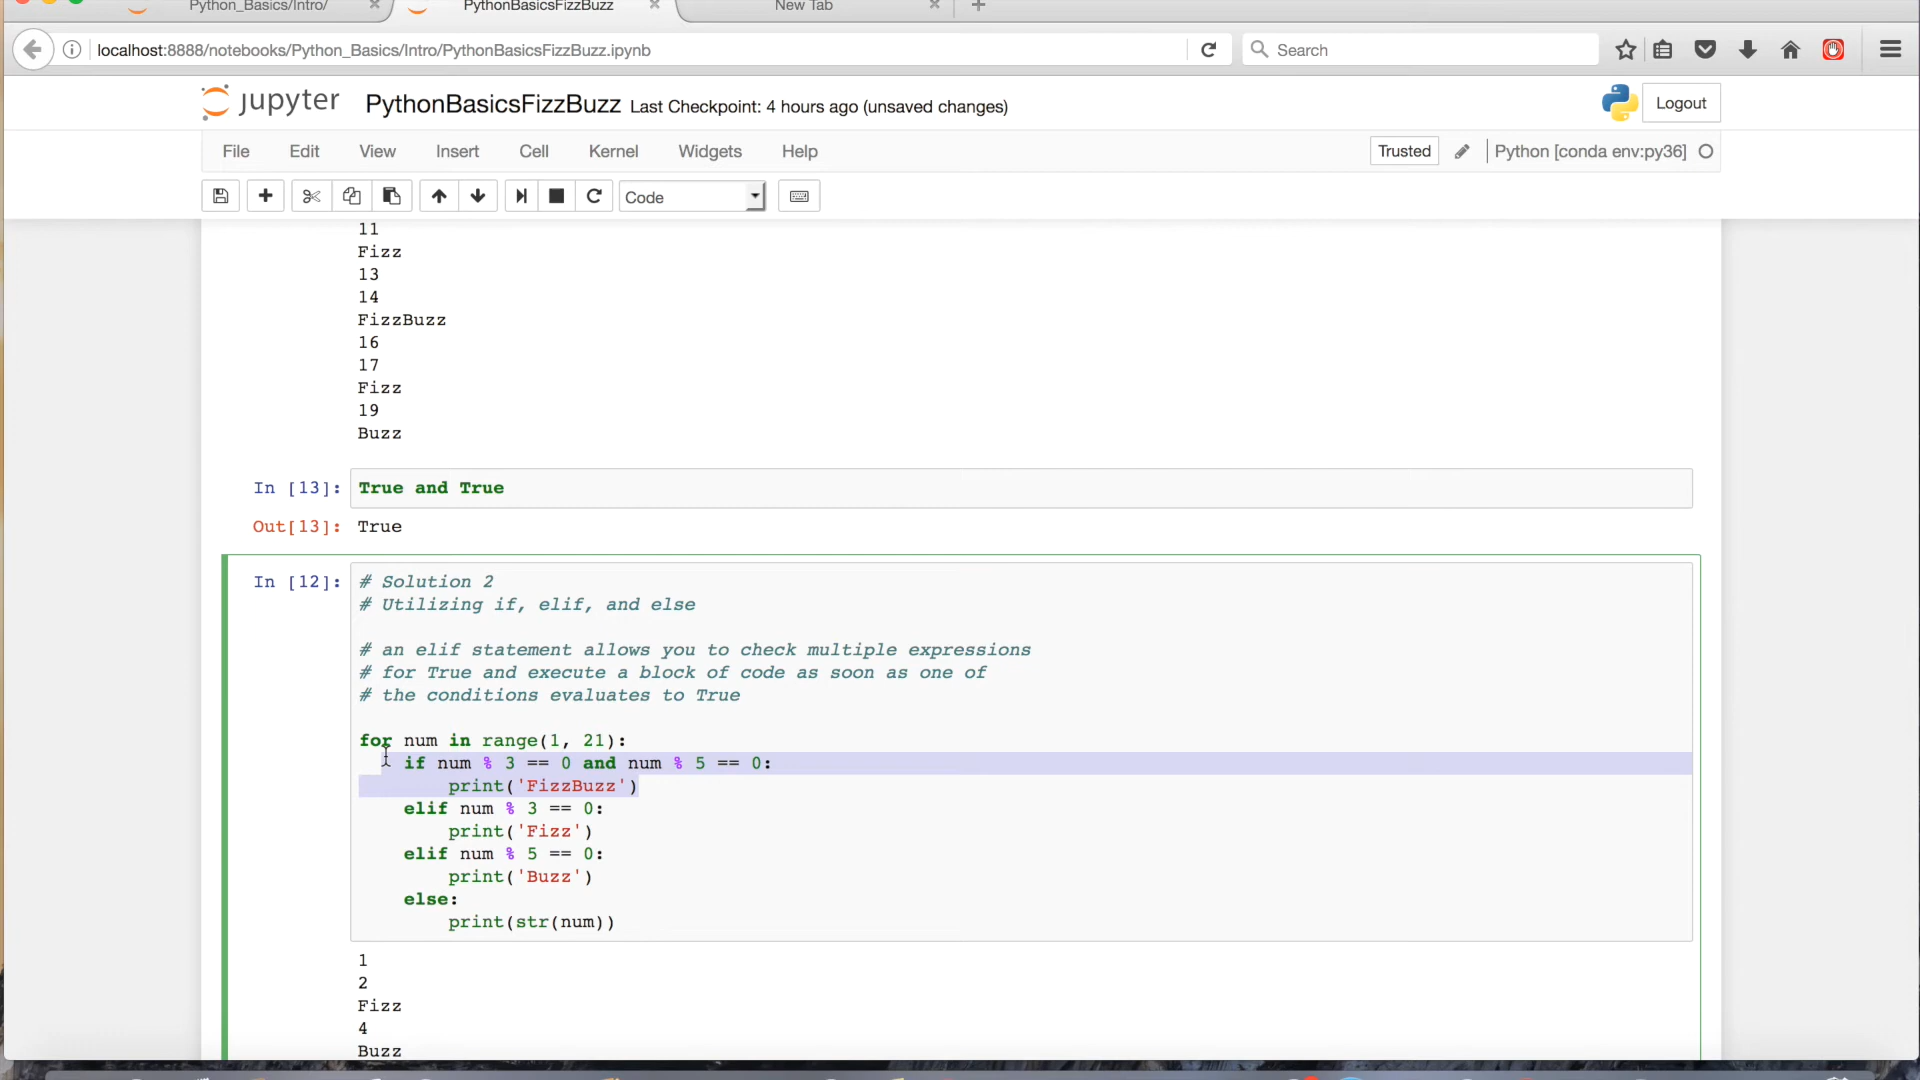 Python_Basics/Intro/
PythonBasicsFizzBuzz
New Tab
localhost:8888/notebooks/Python_Basics/Intro/PythonBasicsFizzBuzz.ipynb
Search
jupyter PythonBasicsFizzBuzz Last Checkpoint: 4 hours ago (unsaved changes)
Logout
File Edit View Insert Cell Kernel Widgets Help
Trusted
Python [conda env:py36]
Code
11
Fizz
13
14
FizzBuzz
16
17
Fizz
19
Buzz
In [13]: True and True
Out[13]: True
In [12]: # Solution 2
# Utilizing if, elif, and else
# an elif statement allows you to check multiple expressions
# for True and execute a block of code as soon as one of
# the conditions evaluates to True
for num in range(1, 21):
    if num % 3 == 0 and num % 5 == 0:
        print('FizzBuzz')
    elif num % 3 == 0:
        print('Fizz')
    elif num % 5 == 0:
        print('Buzz')
    else:
        print(str(num))
1
2
Fizz
4
Buzz